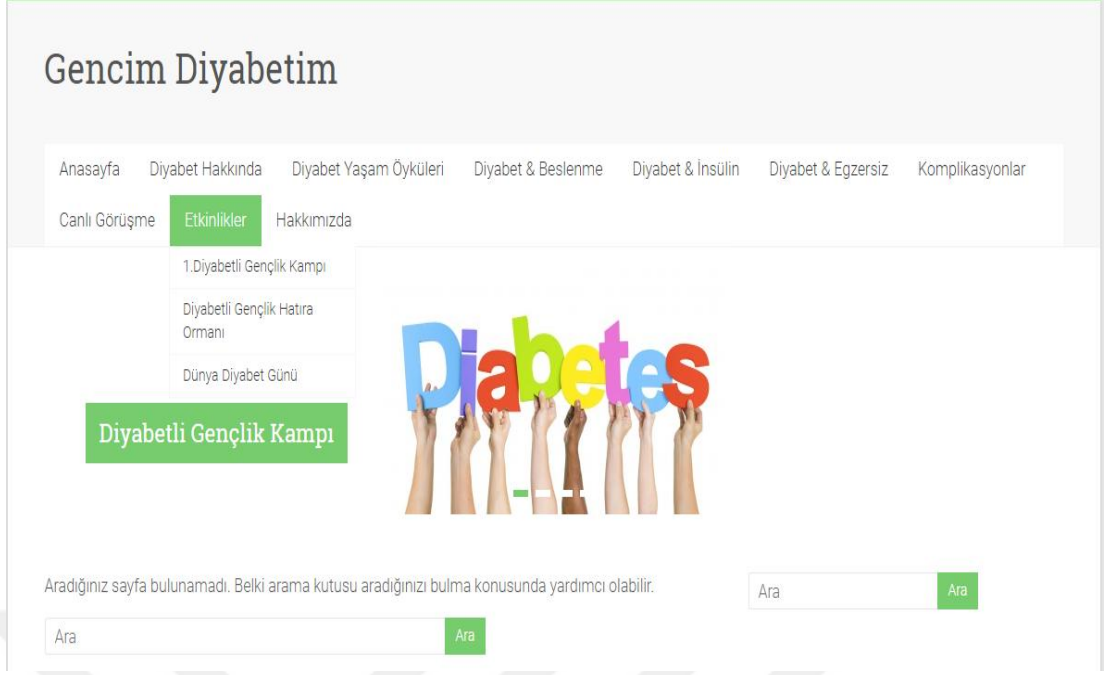 Gencim Diyabetim
Anasayfa Diyabet Hakkında Diyabet Yaşam Öyküleri Diyabet & Beslenme Diyabet & İnsülin Diyabet & Egzersiz Komplikasyonlar
Canlı Görüşme Etkinlikler Hakkımızda
1.Diyabetli Gençlik Kampı
Diyabetli Gençlik Hatıra
Ormanı
Dünya Diyabet Günü
Diabetes
Diyabetli Gençlik Kampı
Aradığınız sayfa bulunamadı. Belki arama kutusu aradığınızı bulma konusunda yardımcı olabilir.
Ara Ara
Ara Ara